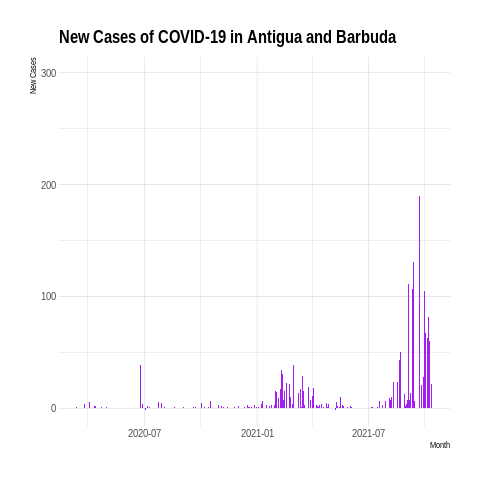 New Cases of COVID-19 in Antigua and Barbuda
New Cases
300
200
100
0
2020-07
2021-01
2021-07
Month